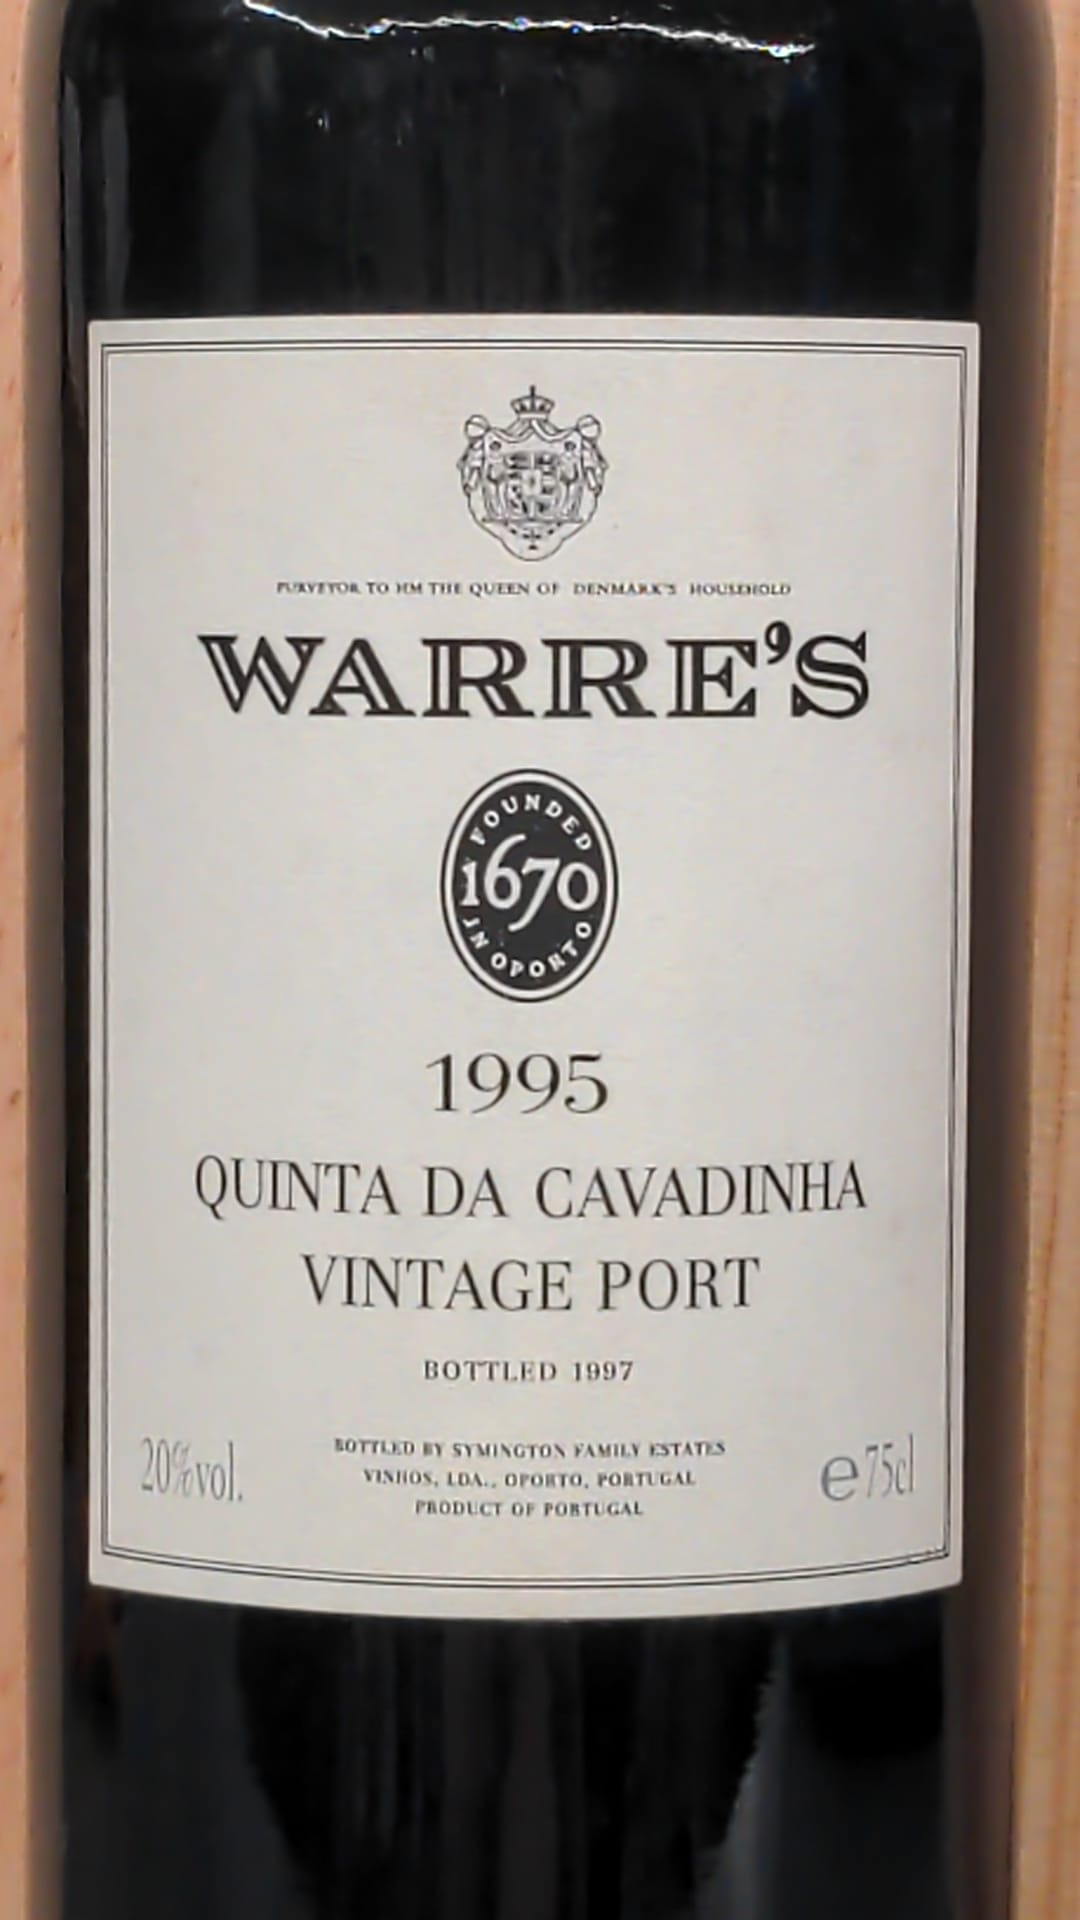 PURVEYOR TO HM THE QUEEN OF DENMARK'S HOUSEHOLD
WARRE'S
FOUNDED
1670
IN OPORTO
1995
QUINTA DA CAVADINHA
VINTAGE PORT
BOTTLED 1997
20%vol.
BOTTLED BY SYMINGTON FAMILY ESTATES
VINHOS, LDA., OPORTO, PORTUGAL
PRODUCT OF PORTUGAL
e 75cl